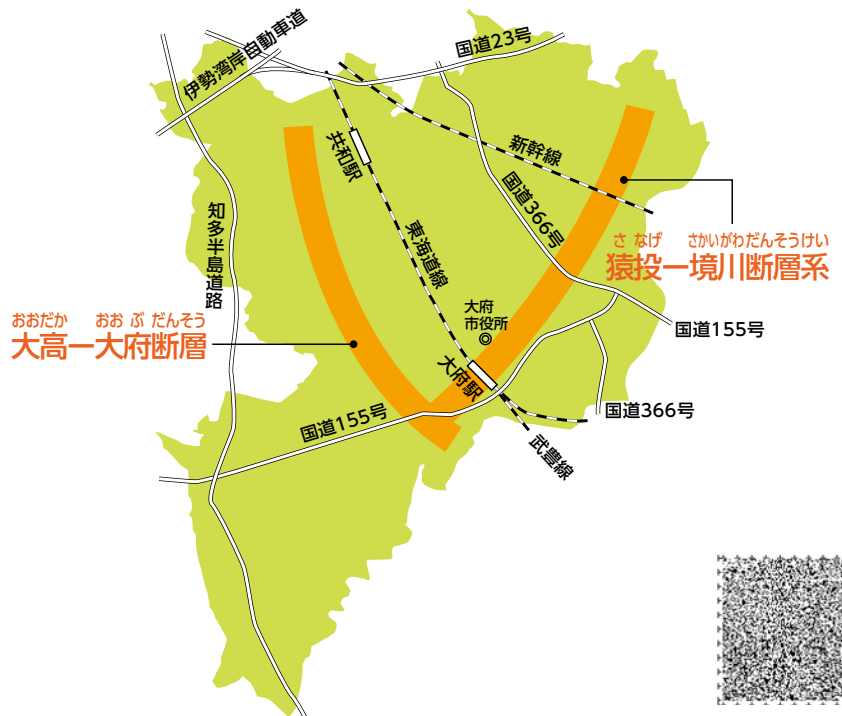 伊勢湾岸自動車道
国道23号
共和駅
新幹線
国道366号
知多半島道路
東海道線
さなげ さかいがわだんそうけい
猿投ー境川断層系
おおだか おおぶだんそう
大高ー大府断層
大府
市役所
国道155号
大府駅
国道155号
国道366号
武豊線